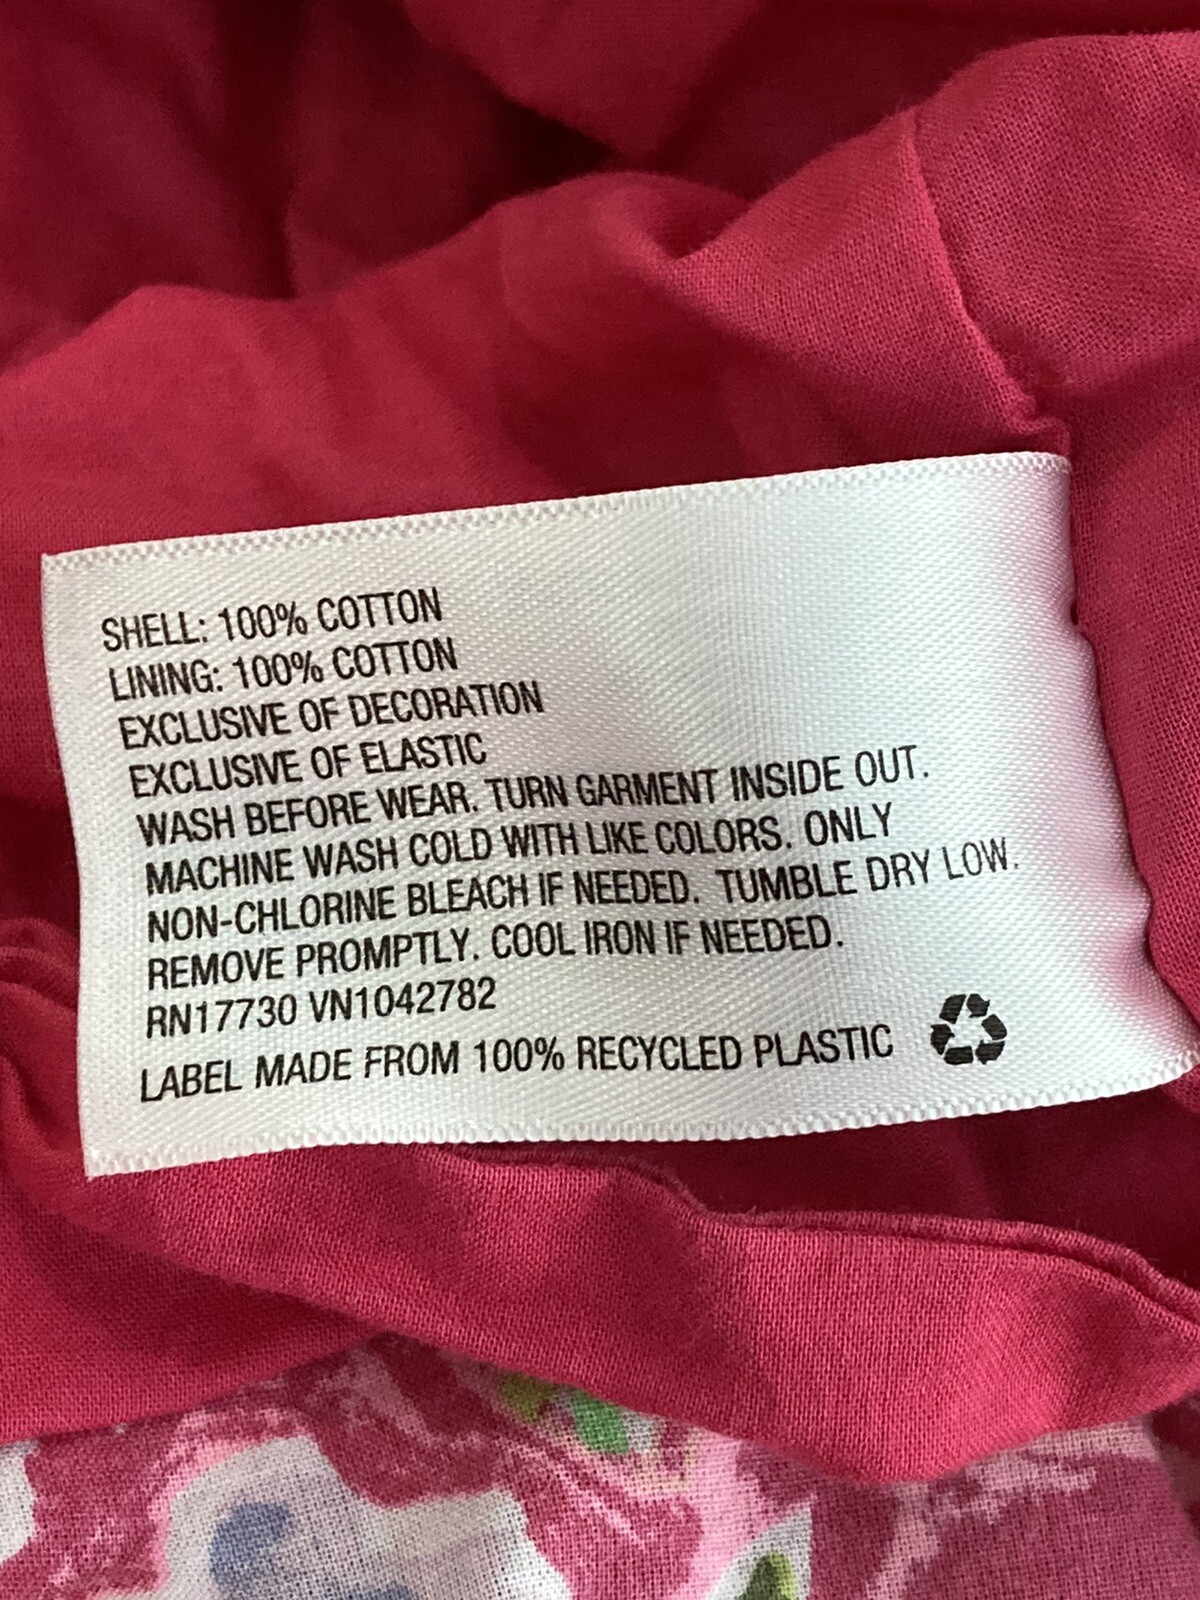 SHELL: 100% COTTON
LINING: 100% COTTON
EXCLUSIVE OF DECORATION
EXCLUSIVE OF ELASTIC
WASH BEFORE WEAR. TURN GARMENT INSIDE OUT.
MACHINE WASH COLD WITH LIKE COLORS. ONLY
NON-CHLORINE BLEACH IF NEEDED. TUMBLE DRY LOW.
REMOVE PROMPTLY. COOL IRON IF NEEDED.
RN17730 VN1042782
LABEL MADE FROM 100% RECYCLED PLASTIC